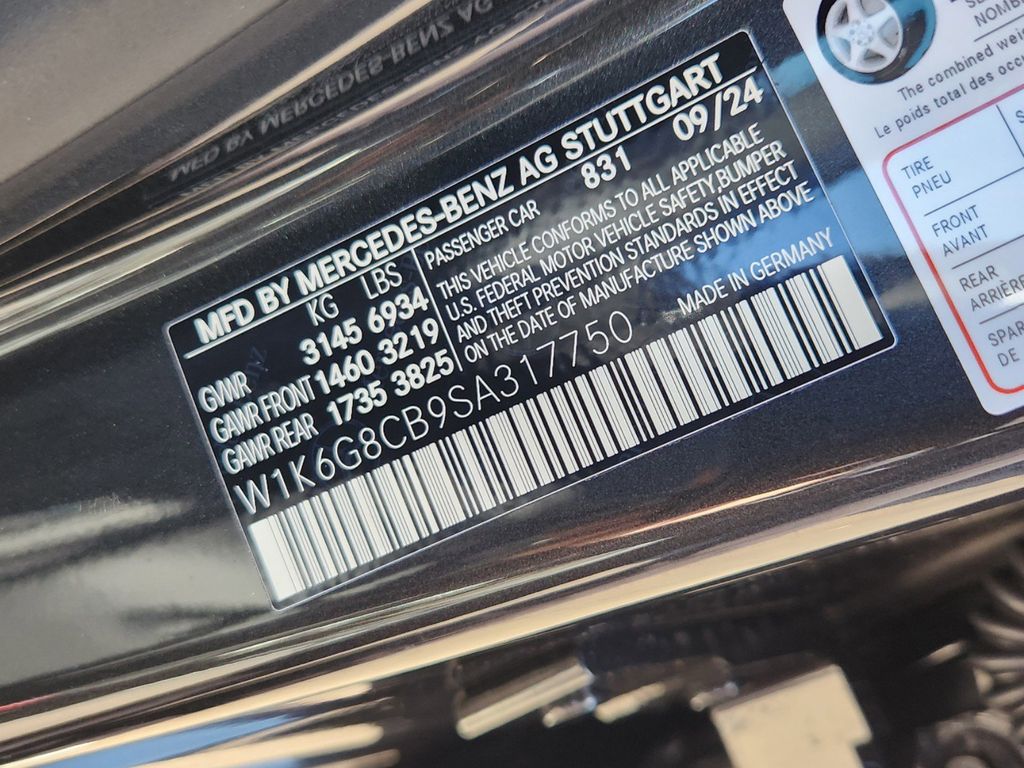 MFD BY MERCEDES-BENZ AG STUTTGART
KG LBS
GVWR 3145 6934
GAWR FRONT 1460 3219
GAWR REAR 1735 3825
PASSENGER CAR 831 09/24
THIS VEHICLE CONFORMS TO ALL APPLICABLE
U.S. FEDERAL MOTOR VEHICLE SAFETY,BUMPER
AND THEFT PREVENTION STANDARDS IN EFFECT
ON THE DATE OF MANUFACTURE SHOWN ABOVE
MADE IN GERMANY
W1K6G8CB9SA317750
The combined wei
Le poids total des occu
TIRE
PNEU
FRONT
AVANT
REAR
ARRIÈRE
SPAR
DE